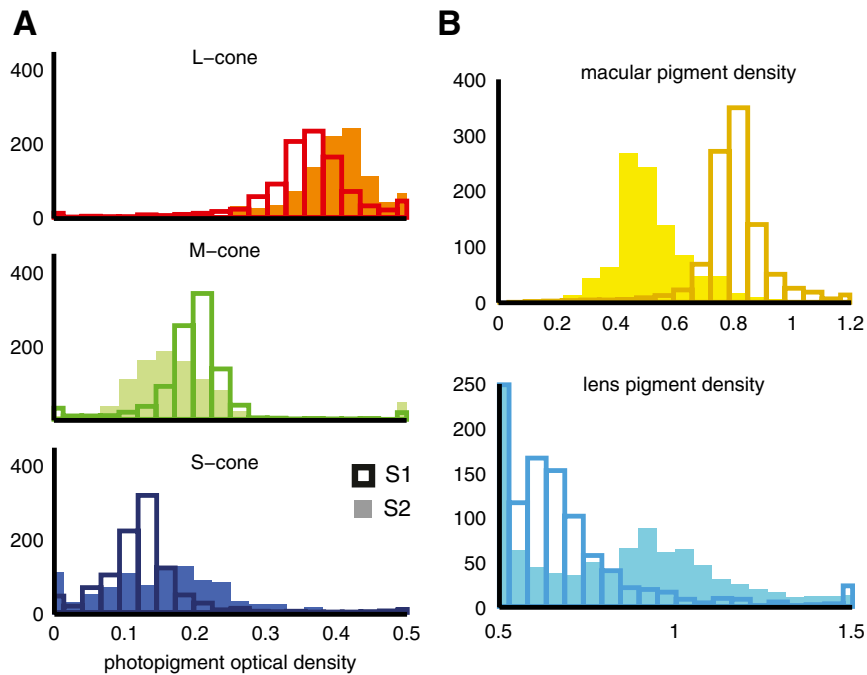 A
L−cone
400
200
0
M−cone
400
200
S−cone
400
200
0
S1
S2
0 0.1 0.2 0.3 0.4 0.5
photopigment optical density
B
macular pigment density
400
300
200
100
0
0 0.2 0.4 0.6 0.8 1 1.2
lens pigment density
250
200
150
100
50
0
0.5 1 1.5